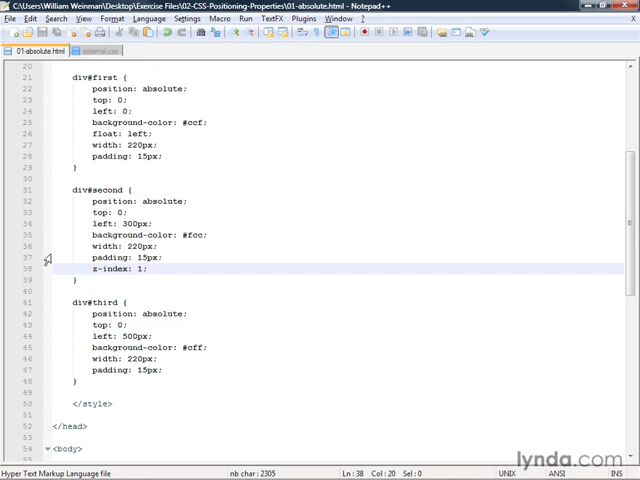 C:\Users\William Weinman\Desktop\Exercise Files\02-CSS-Positioning-Properties\01-absolute.html - Notepad++
File Edit Search View Format Language Settings Macro Run TextFX Plugins Window ? X
01-absolute.html external.css
20
21 div#first {
22 position: absolute;
23 top: 0;
24 left: 0;
25 background-color: #ccf;
26 float: left;
27 width: 220px;
28 padding: 15px;
29 }
30
31 div#second {
32 position: absolute;
33 top: 0;
34 left: 300px;
35 background-color: #fcc;
36 width: 220px;
37 padding: 15px;
38 z-index: 1;
39 }
40
41 div#third {
42 position: absolute;
43 top: 0;
44 left: 500px;
45 background-color: #cff;
46 width: 220px;
47 padding: 15px;
48 }
49
50 </style>
51
52 </head>
53
54 <body>
55
lynda.com
Hyper Text Markup Language file nb char: 2305 Ln: 38 Col: 20 Sel: 0 UNIX ANSI INS